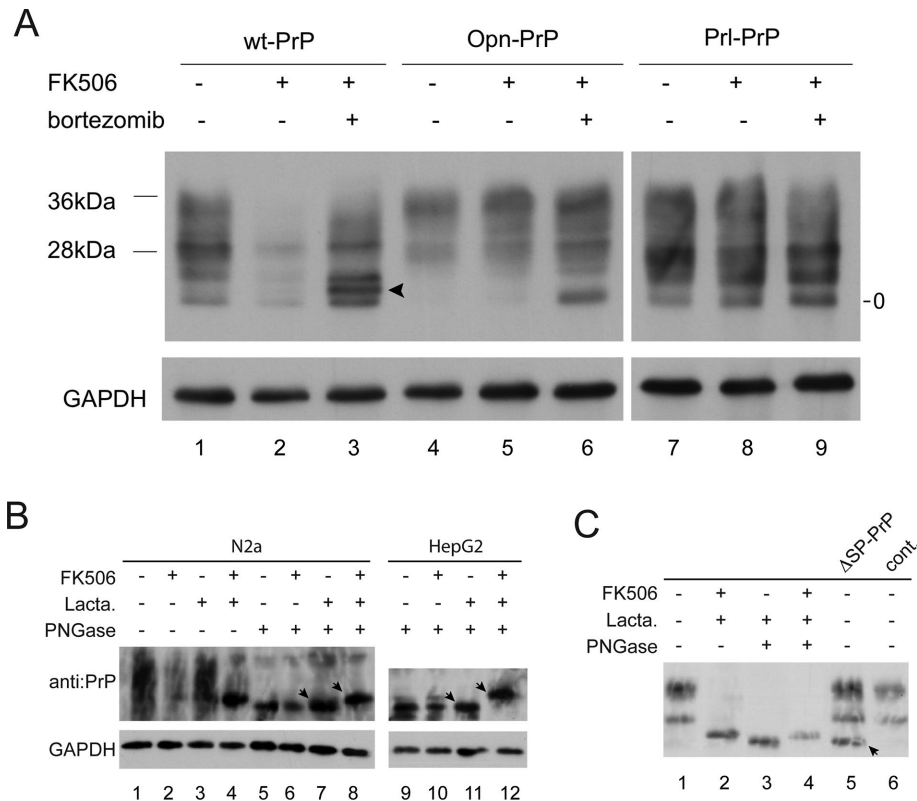 A
wt-PrP Opn-PrP Prl-PrP
FK506 - + + - + + - + +
bortezomib - - + - - + - - +
36kDa
28kDa
-0
GAPDH
1 2 3 4 5 6 7 8 9
B
N2a HepG2
FK506 - + - + - + - + - + - +
Lacta. - - + + - - + + - - + +
PNGase - - - - + + + + + + + +
anti:PrP
GAPDH
1 2 3 4 5 6 7 8 9 10 11 12
C
ΔSP-PrP cont.
FK506 - + - + - -
Lacta. - + + + - -
PNGase - - + + - -
1 2 3 4 5 6